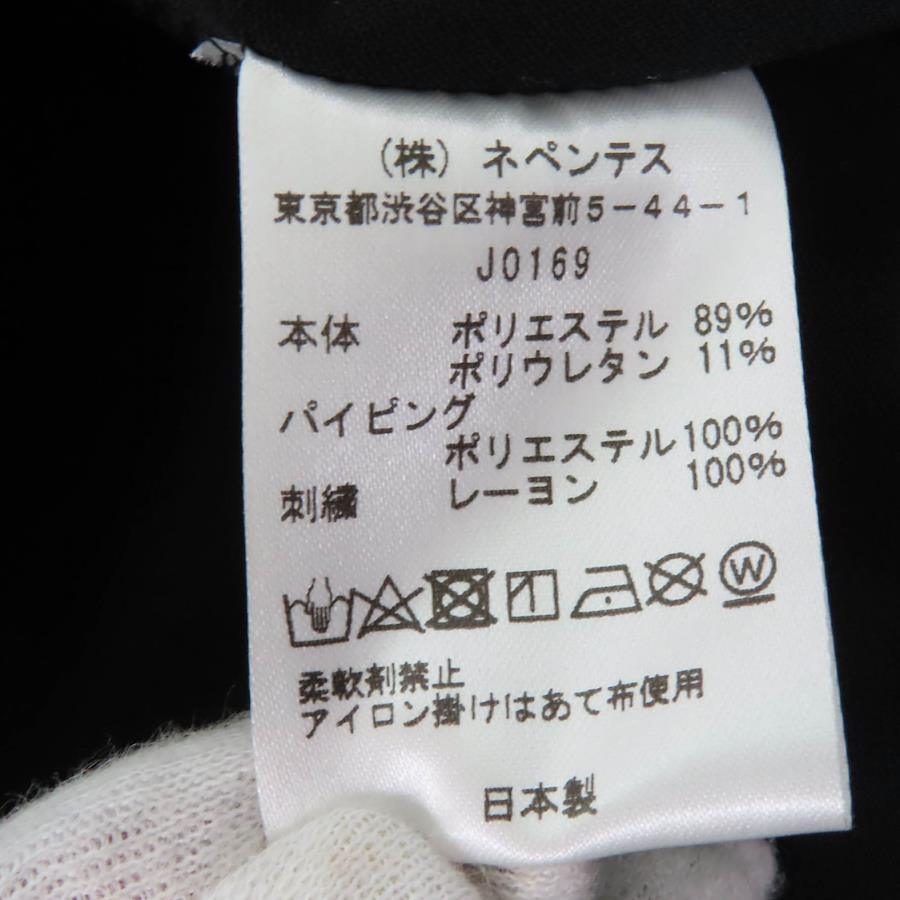 （株）ネペンテス
東京都渋谷区神宮前5-44-1
J0169
本体 ポリエステル 89%
ポリウレタン 11%
パイピング
ポリエステル100%
刺繍 レーヨン 100%
W
柔軟剤禁止
アイロン掛けはあて布使用
日本製